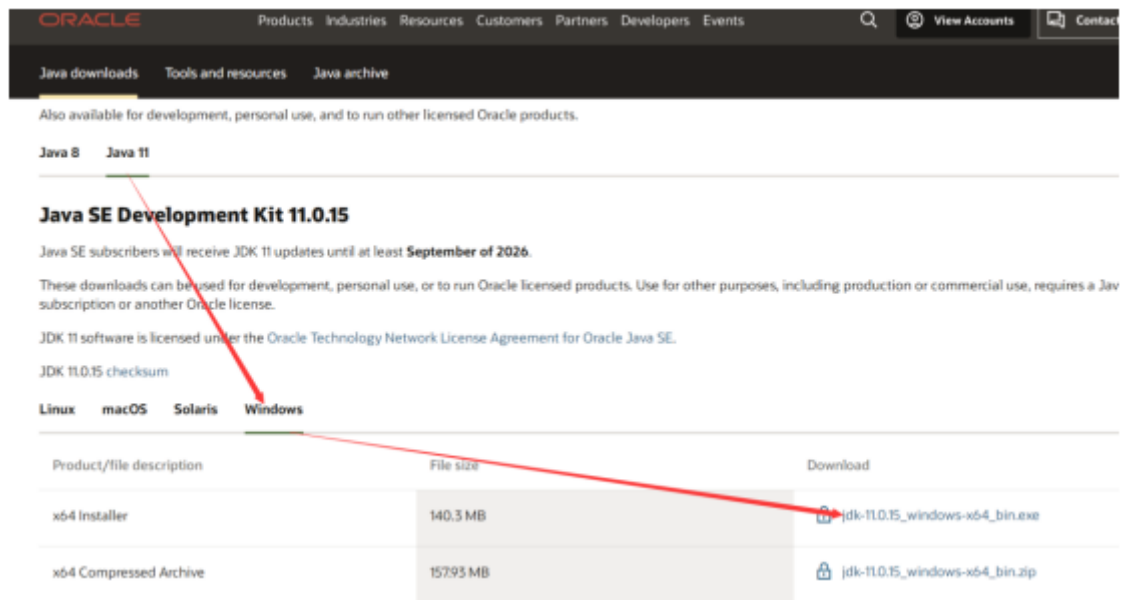 ORACLE Products Industries Resources Customers Partners Developers Events View Accounts Contact
Java downloads Tools and resources Java archive
Also available for development, personal use, and to run other licensed Oracle products.
Java 8 Java 11
Java SE Development Kit 11.0.15
Java SE subscribers will receive JDK 11 updates until at least September of 2026.
These downloads can be used for development, personal use, or to run Oracle licensed products. Use for other purposes, including production or commercial use, requires a Jav
subscription or another Oracle license.
JDK 11 software is licensed under the Oracle Technology Network License Agreement for Oracle Java SE.
JDK 11.0.15 checksum
Linux macOS Solaris Windows
Product/file description File size Download
x64 Installer 140.3 MB jdk-11.0.15_windows-x64_bin.exe
x64 Compressed Archive 157.93 MB jdk-11.0.15_windows-x64_bin.zip